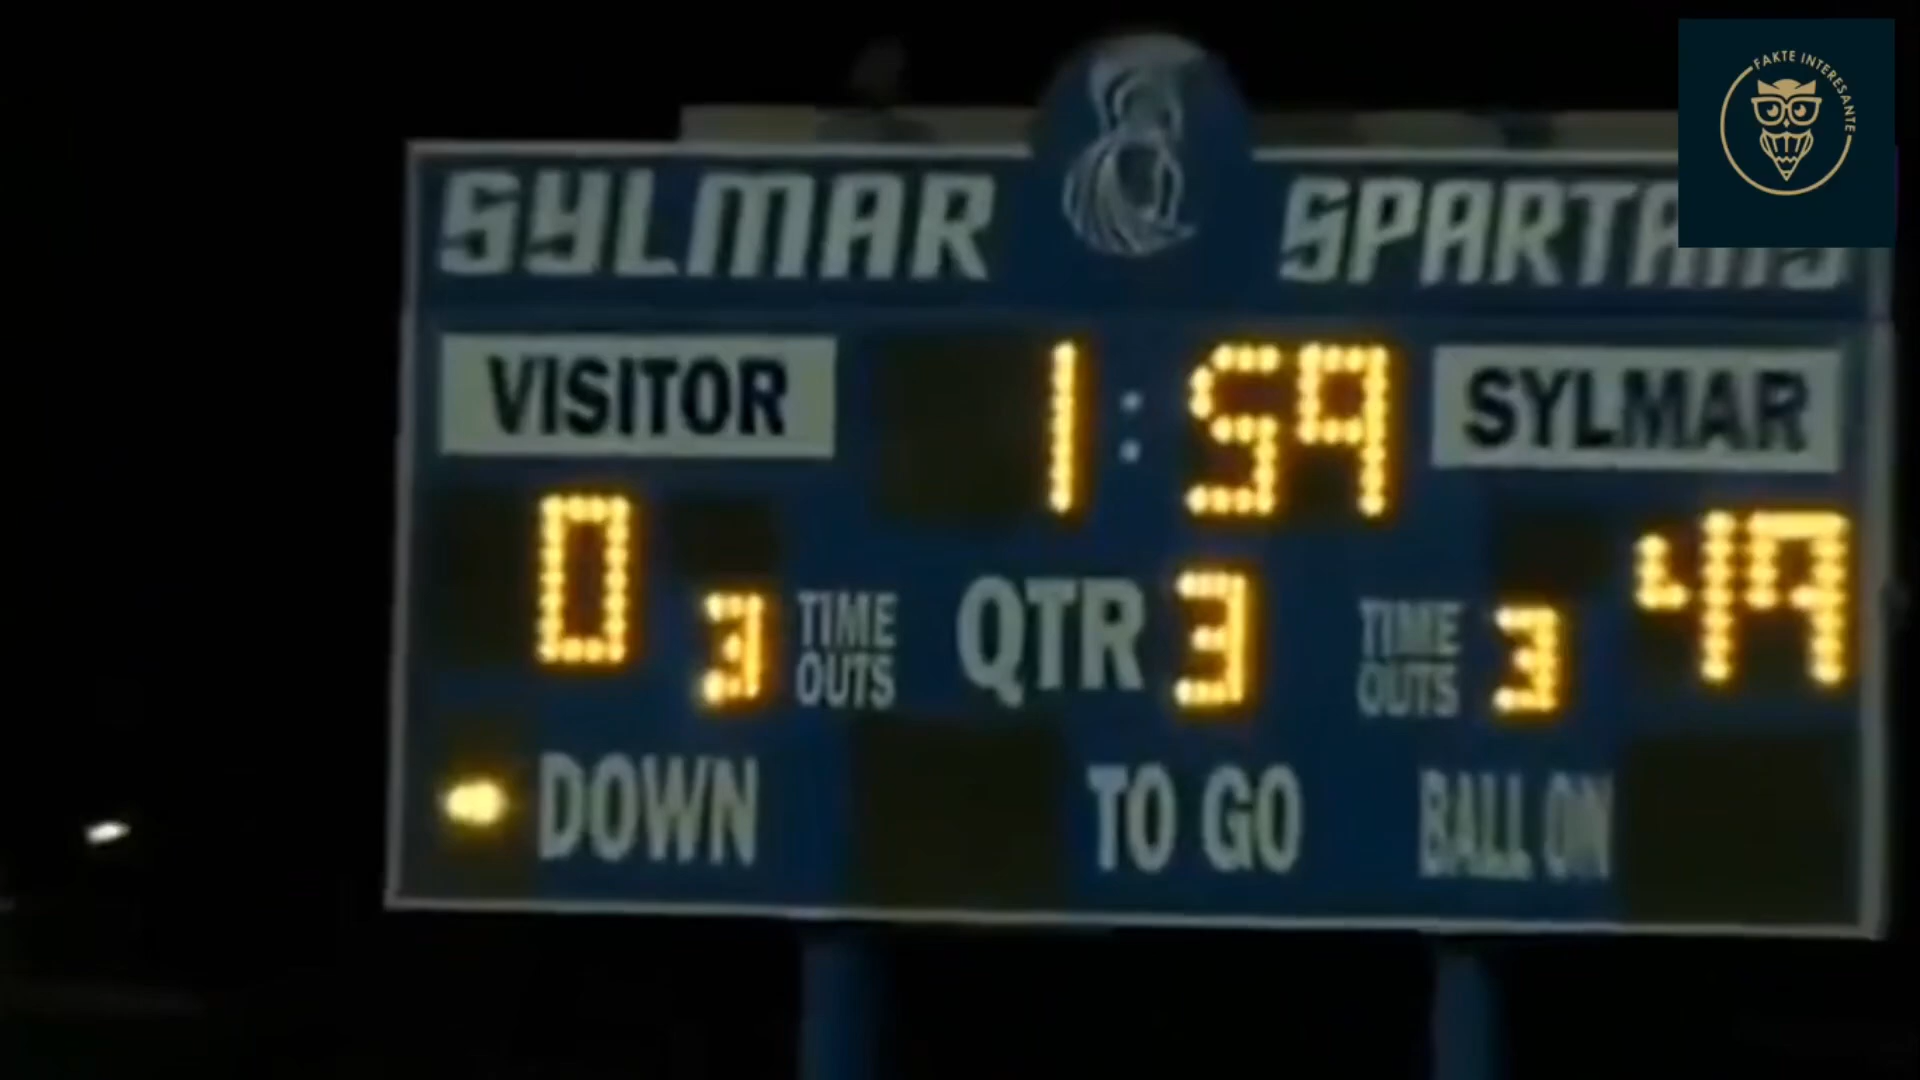 FAKTE INTERESANTE
SYLMAR SPARTANS
VISITOR 1:59 SYLMAR
0 3 TIME OUTS QTR 3 TIME OUTS 3 49
DOWN TO GO BALL ON